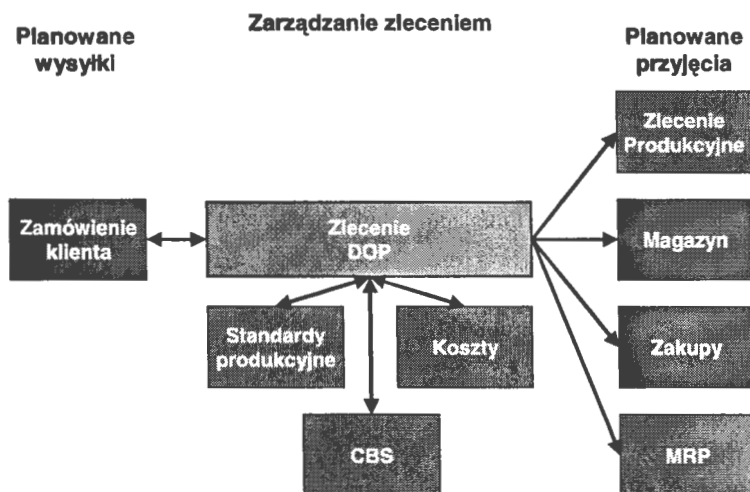 Zarządzanie zleceniem
Planowane
wysyłki
Planowane
przyjęcia
Zlecenie
Produkcyjne
Zamówienie
klienta
Zlecenie
DOP
Magazyn
Standardy
produkcyjne
Koszty
Zakupy
CBS
MRP